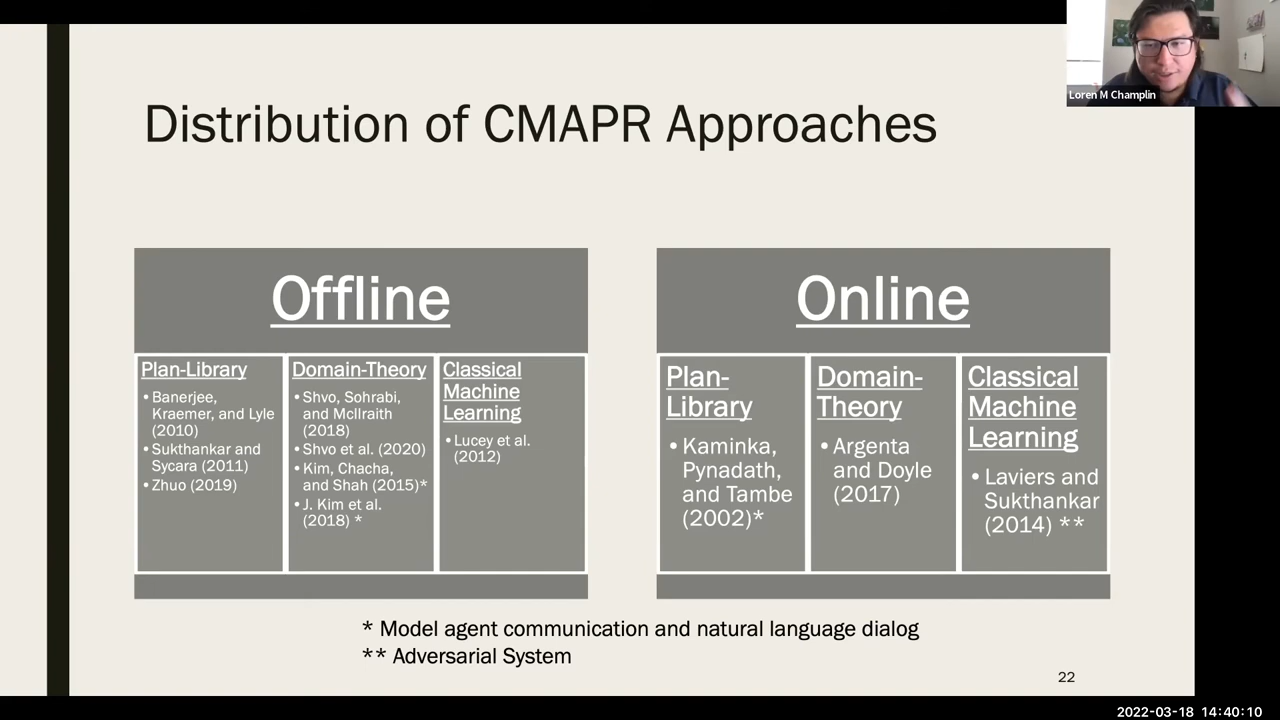 Loren M Champlin
Distribution of CMAPR Approaches
Offline
Plan-Library
•Banerjee,
Kraemer, and Lyle
(2010)
•Sukthankar and
Sycara (2011)
•Zhuo (2019)
Domain-Theory
•Shvo, Sohrabi,
and McIlraith
(2018)
•Shvo et al. (2020)
•Kim, Chacha,
and Shah (2015)*
•J. Kim et al.
(2018) *
Classical
Machine
Learning
•Lucey et al.
(2012)
Online
Plan-
Library
•Kaminka,
Pynadath,
and Tambe
(2002)*
Domain-
Theory
•Argenta
and Doyle
(2017)
Classical
Machine
Learning
•Laviers and
Sukthankar
(2014) **
* Model agent communication and natural language dialog
** Adversarial System
22
2022-03-18 14:40:10